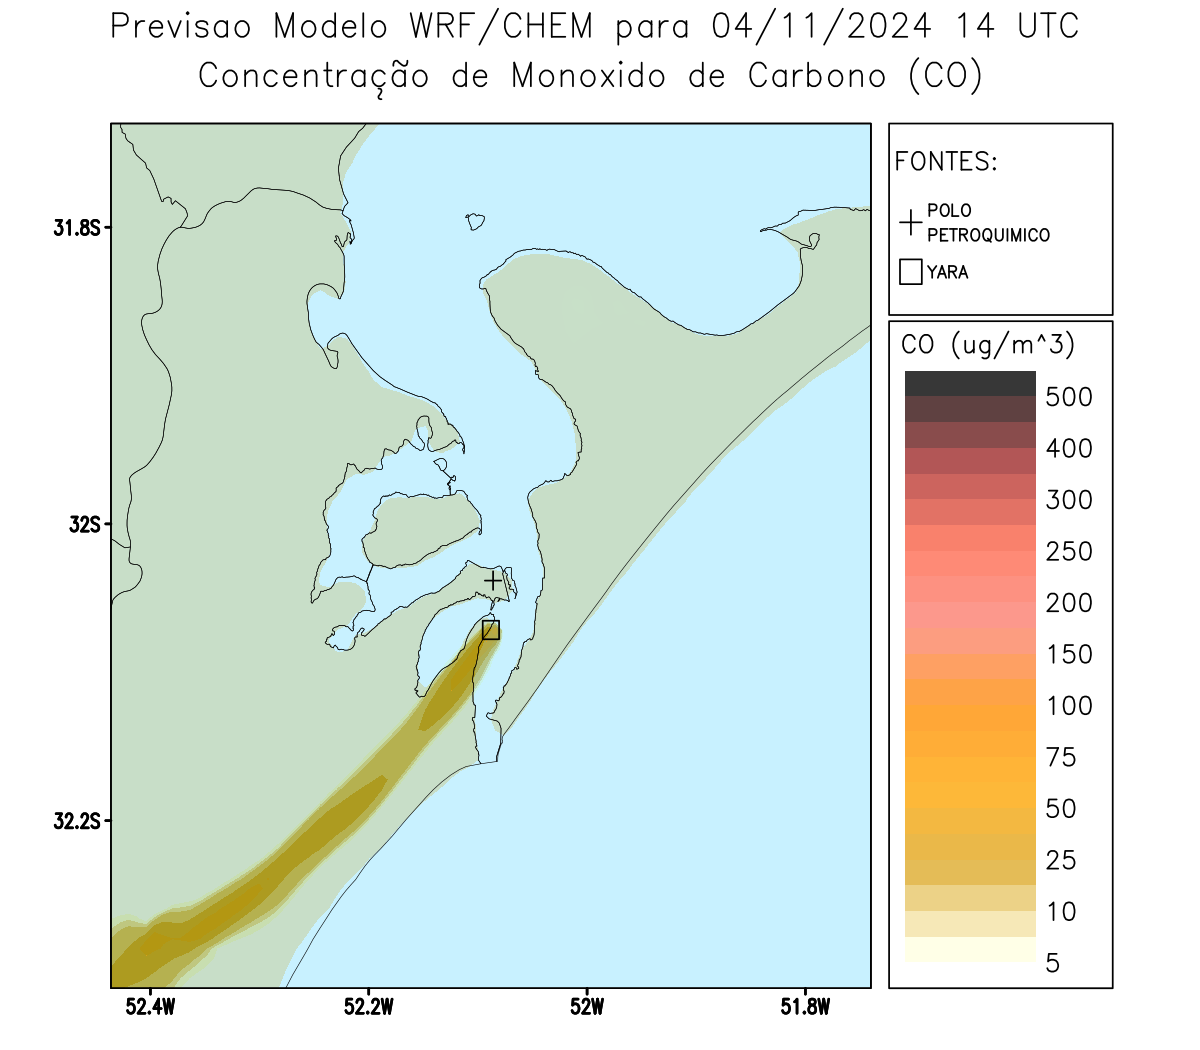 Previsao Modelo WRF/CHEM para 04/11/2024 14 UTC
Concentração de Monoxido de Carbono (CO)
FONTES:
POLO
PETROQUIMICO
YARA
CO (ug/m^3)
500
400
300
250
200
150
100
75
50
25
10
5
31.8S
32S
32.2S
52.4W
52.2W
52W
51.8W